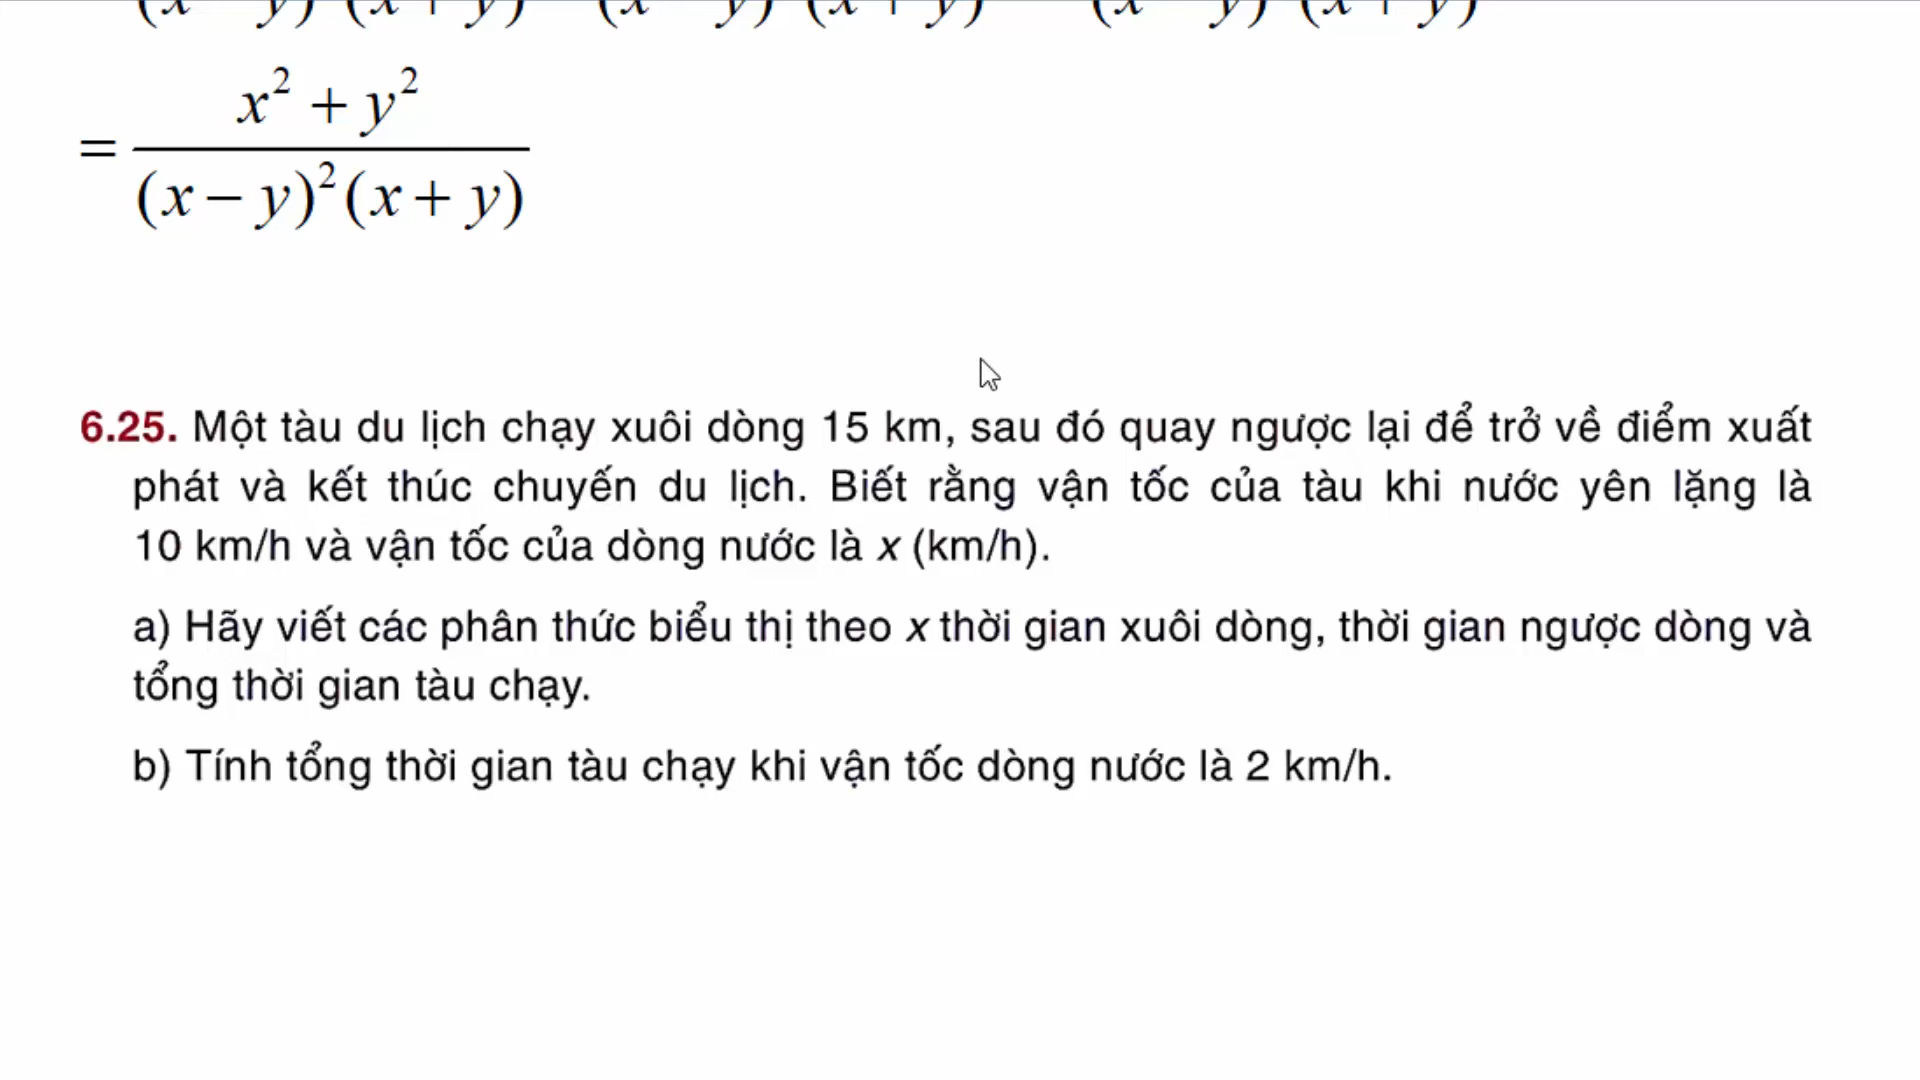 = \frac{x^2 + y^2}{(x - y)^2 (x + y)}
6.25. Một tàu du lịch chạy xuôi dòng 15 km, sau đó quay ngược lại để trở về điểm xuất
phát và kết thúc chuyến du lịch. Biết rằng vận tốc của tàu khi nước yên lặng là
10 km/h và vận tốc của dòng nước là x (km/h).
a) Hãy viết các phân thức biểu thị theo x thời gian xuôi dòng, thời gian ngược dòng và
tổng thời gian tàu chạy.
b) Tính tổng thời gian tàu chạy khi vận tốc dòng nước là 2 km/h.